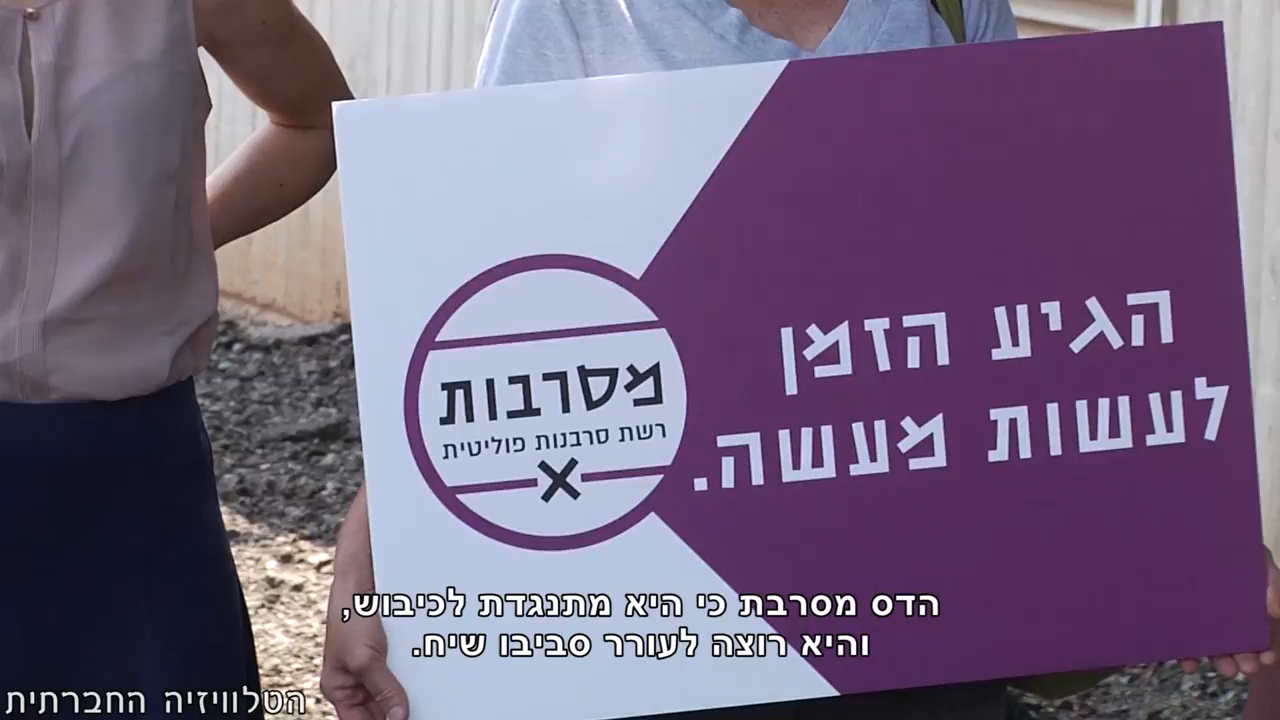 הגיע הזמן
לעשות מעשה.
מסרבות
רשת סרבנות פוליטית
הדס מסרבת כי היא מתנגדת לכיבוש,
והיא רוצה לעורר סביבו שיח.
הטלוויזיה החברתית